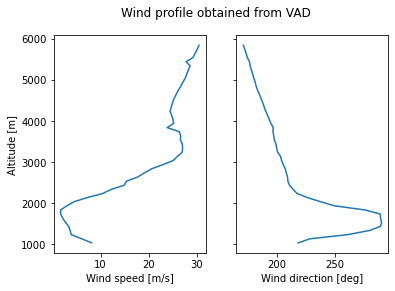 Wind profile obtained from VAD
Altitude [m]
6000
5000
4000
3000
2000
1000
10 20 30
Wind speed [m/s]
200 250
Wind direction [deg]